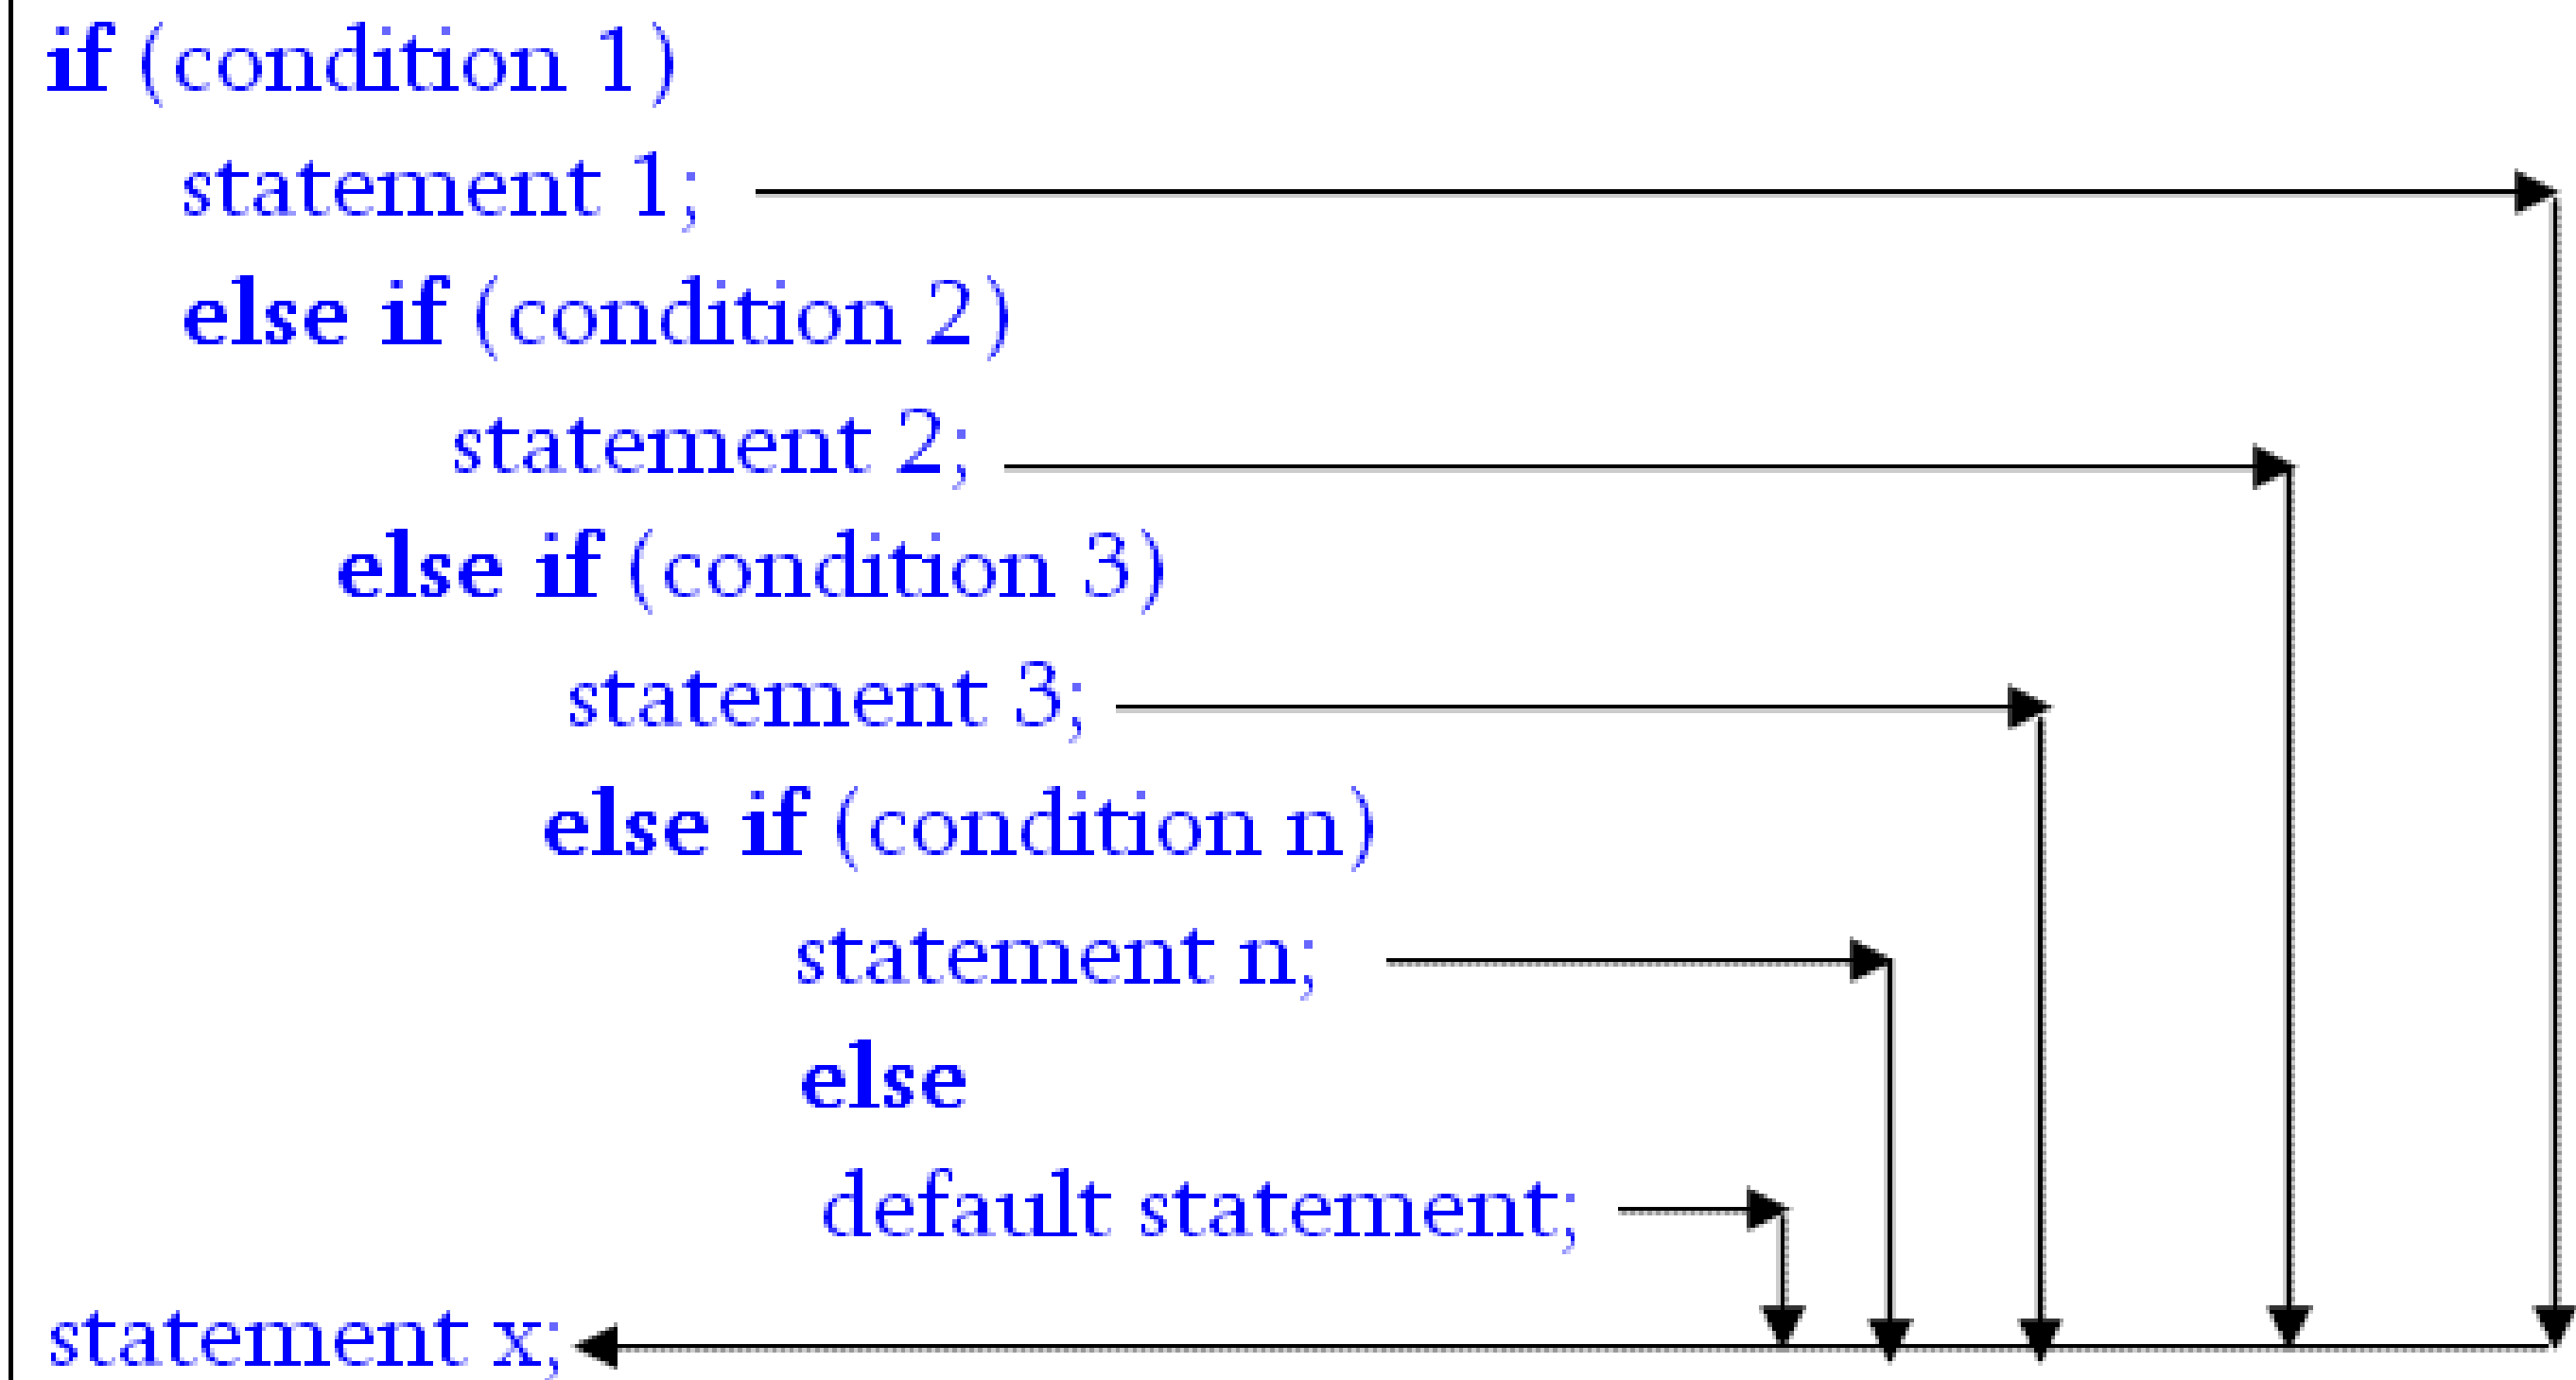 if (condition 1)
statement 1;
else if (condition 2)
statement 2;
else if (condition 3)
statement 3;
else if (condition n)
statement n;
else
default statement;
statement x;